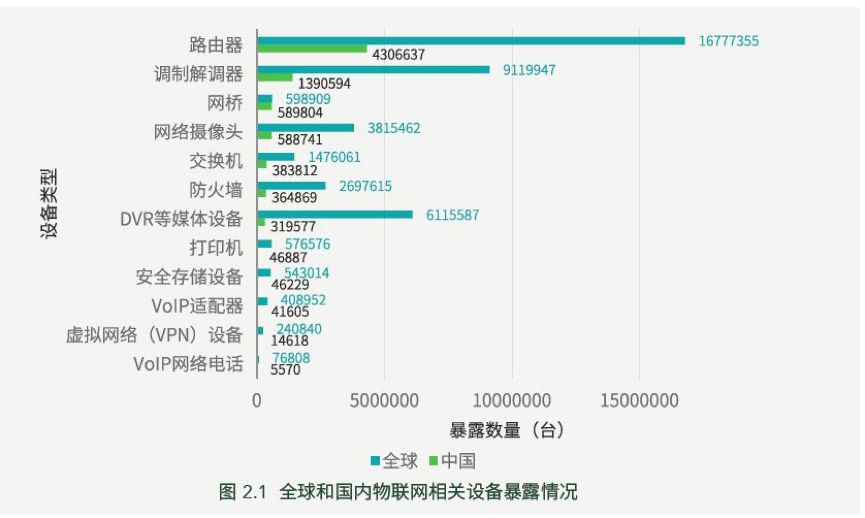 设备类型
路由器 16777355
4306637
调制解调器 9119947
1390594
网桥 598909
589804
网络摄像头 3815462
588741
交换机 1476061
383812
防火墙 2697615
364869
DVR等媒体设备 6115587
319577
打印机 576576
46887
安全存储设备 543014
46229
VoIP适配器 408952
41605
虚拟网络（VPN）设备 240840
14618
VoIP网络电话 76808
5570
0 5000000 10000000 15000000
暴露数量（台）
全球 中国
图 2.1 全球和国内物联网相关设备暴露情况